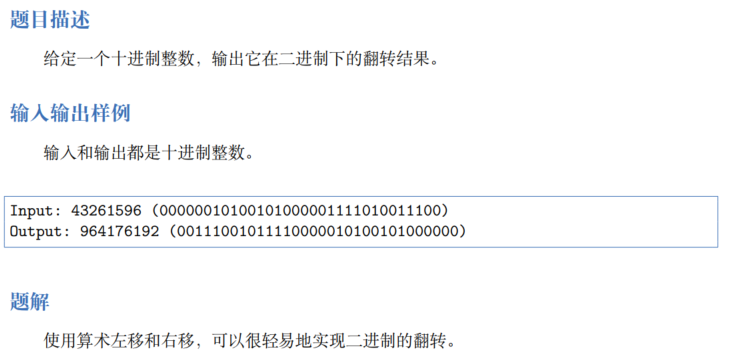 题目描述
给定一个十进制整数，输出它在二进制下的翻转结果。
输入输出样例
输入和输出都是十进制整数。
Input: 43261596 (00000010100101000001111010011100)
Output: 964176192 (00111001011110000010100101000000)
题解
使用算术左移和右移，可以很轻易地实现二进制的翻转。